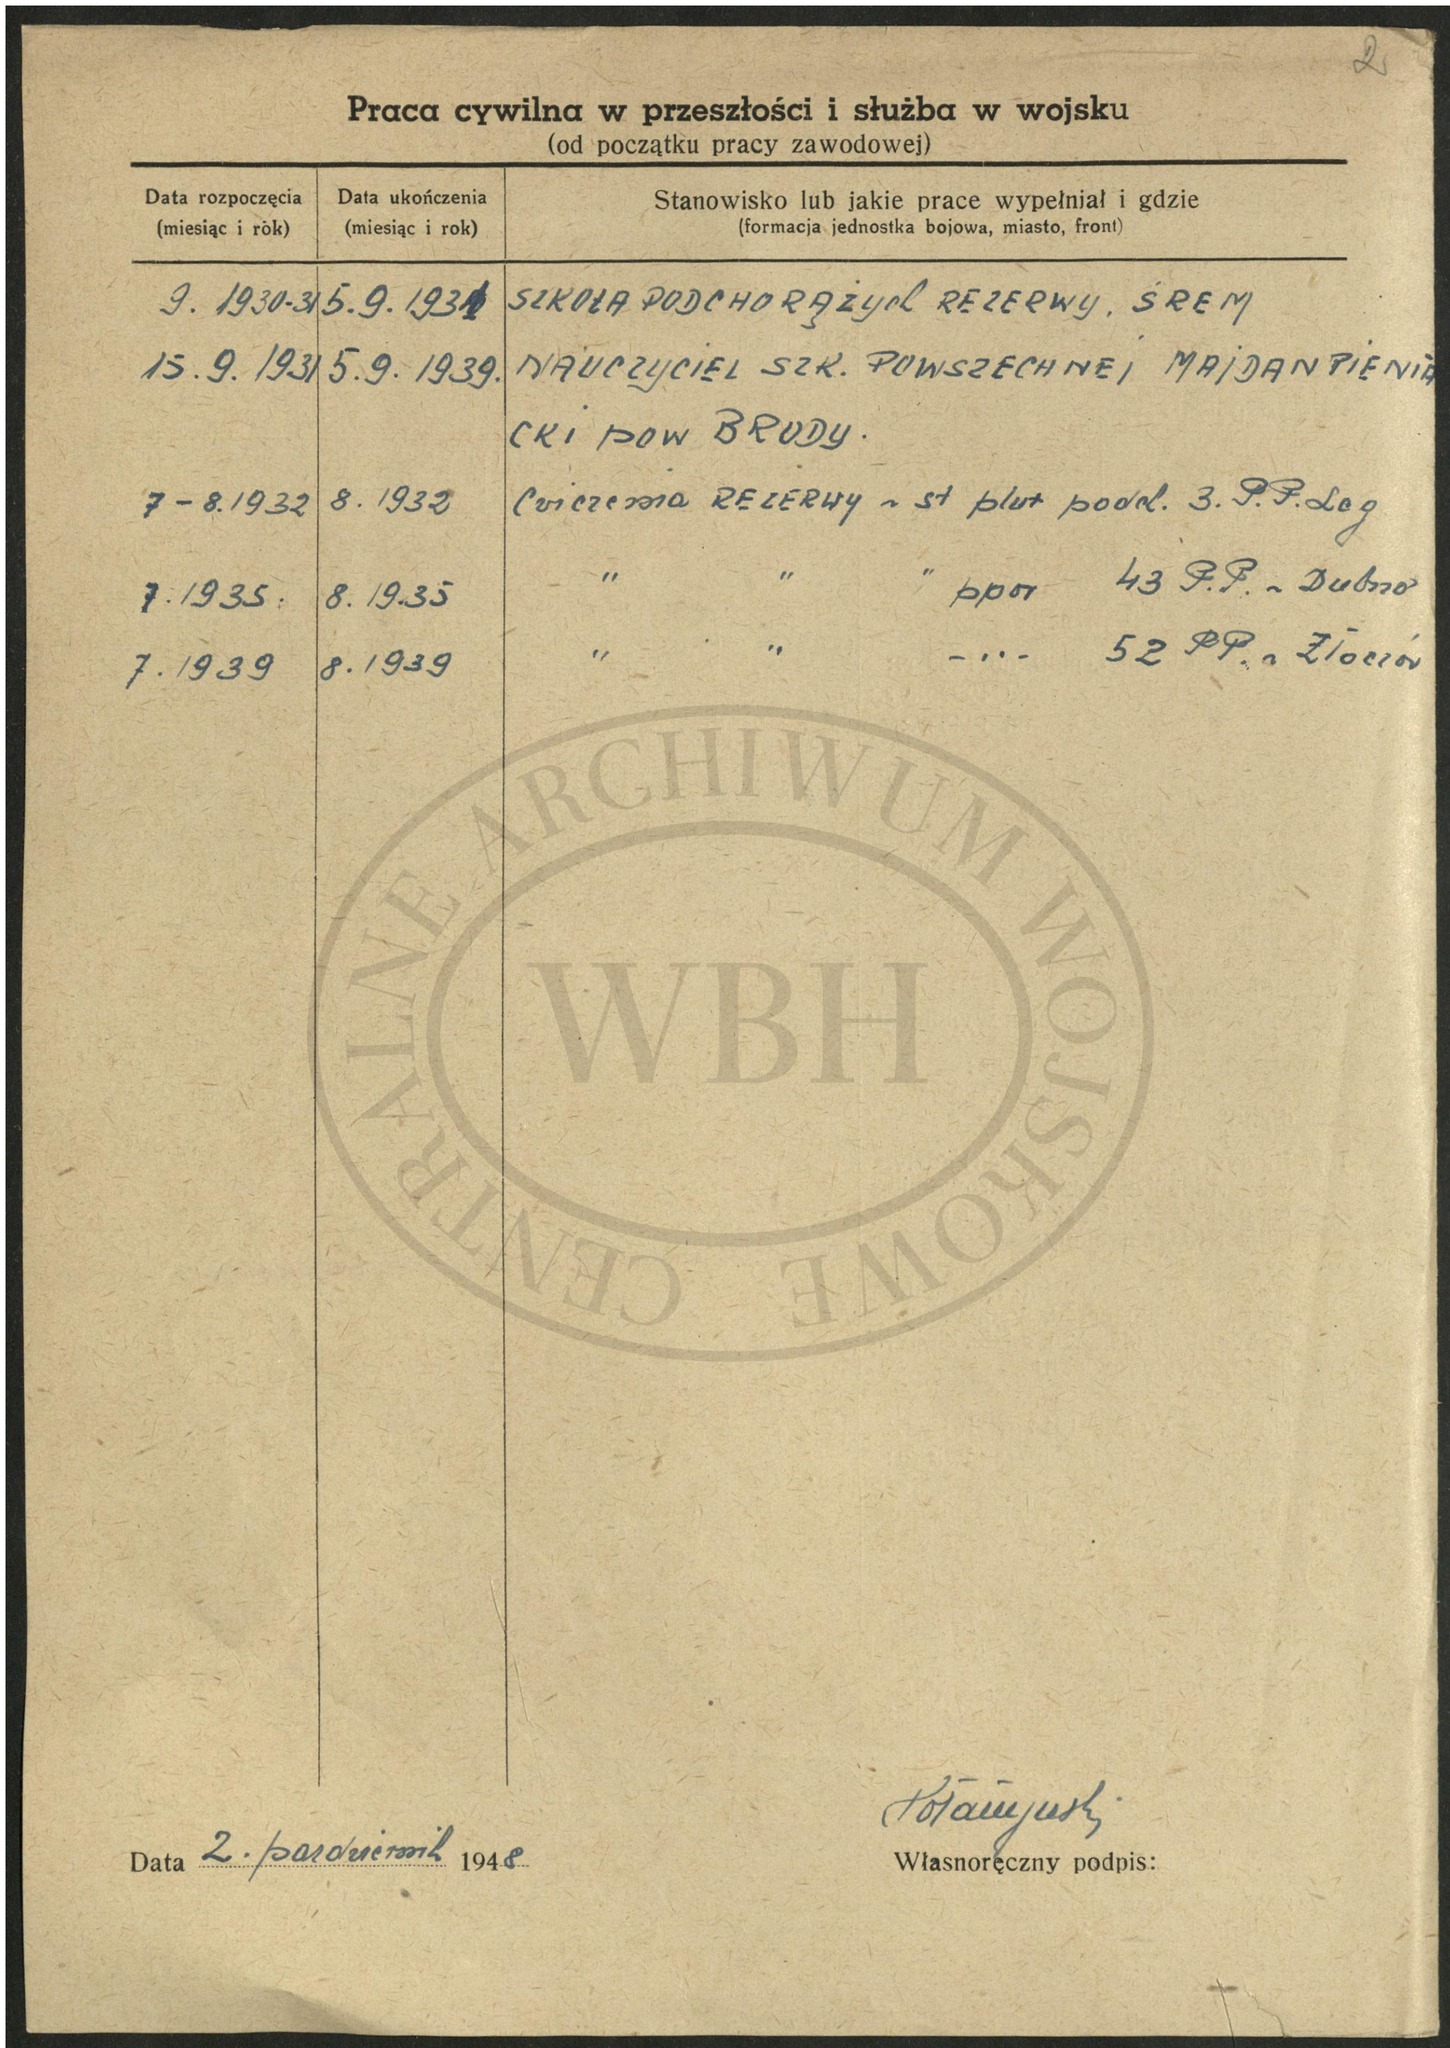 2
Praca cywilna w przeszłości i służba w wojsku
(od początku pracy zawodowej)
Data rozpoczęcia (miesiąc i rok) Data ukończenia (miesiąc i rok) Stanowisko lub jakie prace wypełniał i gdzie (formacja jednostka bojowa, miasto, front)
9. 1930-31 5.9.1931 SZKOŁA PODCHORĄŻYCH REZERWY. ŚREM
15.9.1931 5.9.1939. NAUCZYCIEL SZK. POWSZECHNEJ MAJDAN PIENIA
CKI pow BRODY.
7-8.1932 8.1932 Cwiczenia REZERWY - st plut podch. 3. P.P. Leg
7.1935. 8.1935 " " " ppor 43 P.P. - Dubno
7.1939 8.1939 " " -"- 52 PP. - Złoczów
CENTRALNE ARCHIWUM WOJSKOWE
WBH
Data 2. pazdziernik 1948
Własnoręczny podpis: